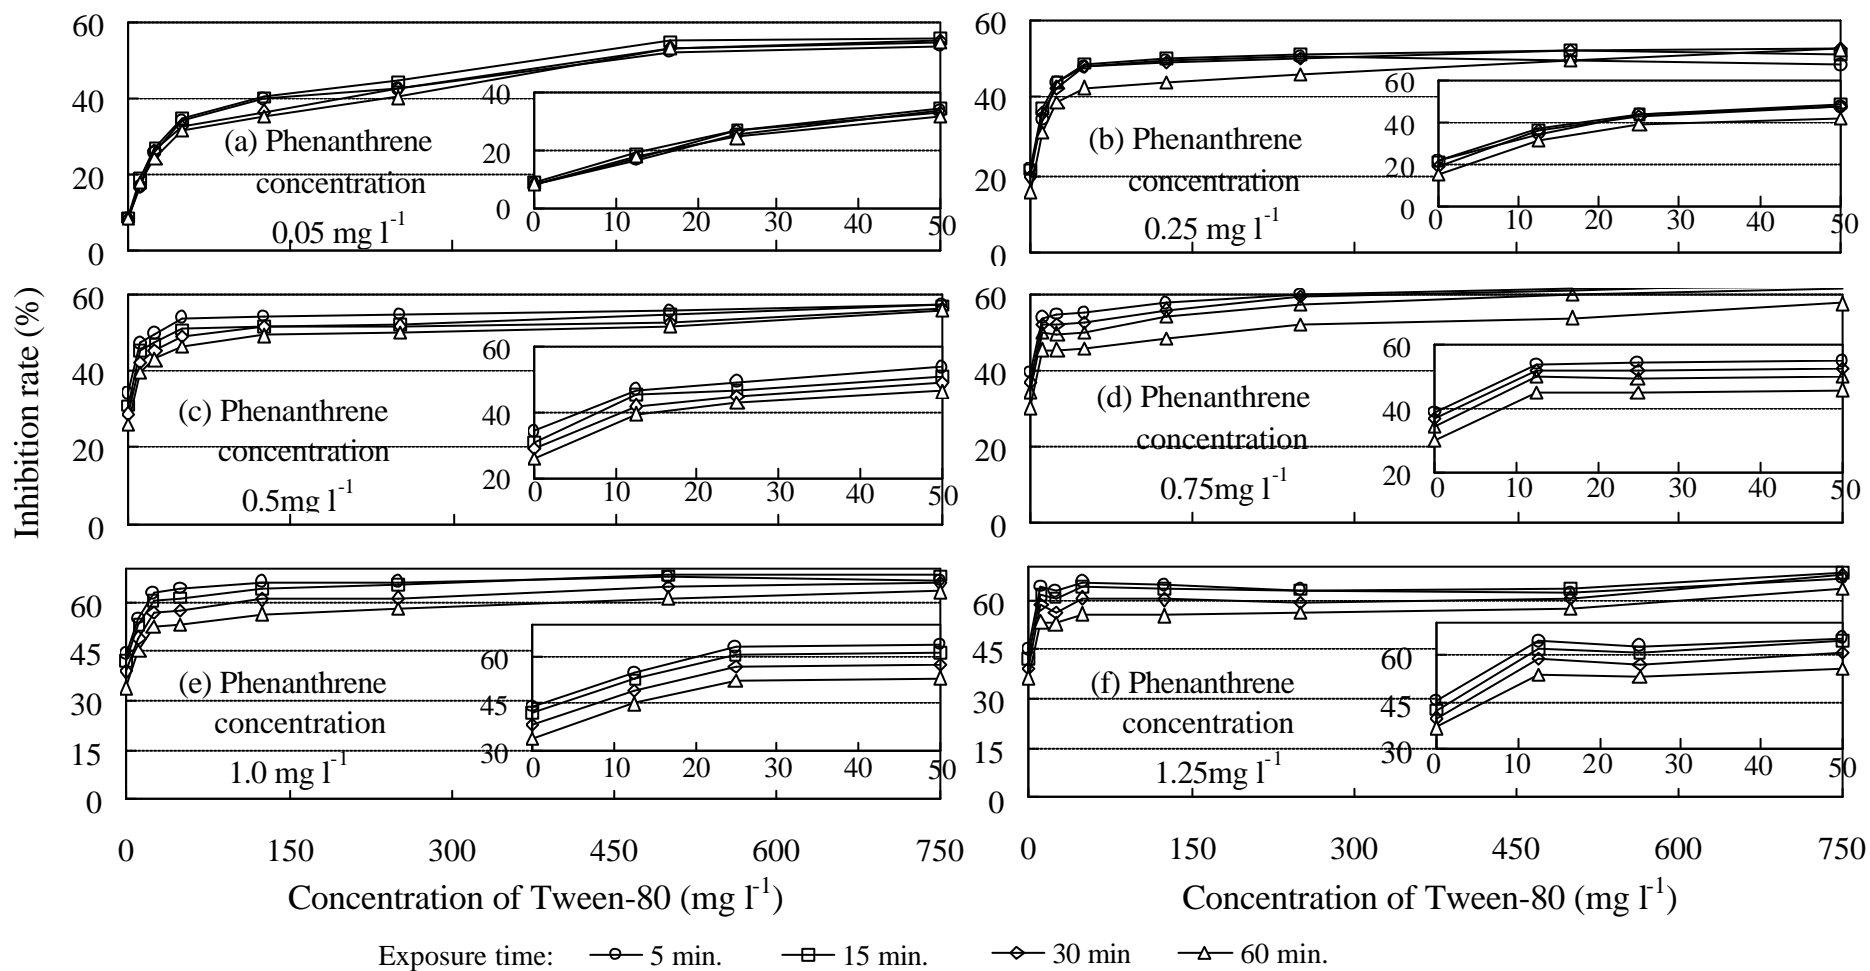 60
40
20
0
(a) Phenanthrene
concentration
0.05 mg l-1
40
20
0
0 10 20 30 40 50
60
40
20
0
(b) Phenanthrene
concentration
0.25 mg l-1
60
40
20
0
0 10 20 30 40 50
Inhibition rate (%)
60
40
20
0
(c) Phenanthrene
concentration
0.5mg l-1
60
40
20
0 10 20 30 40 50
60
40
20
0
(d) Phenanthrene
concentration
0.75mg l-1
60
40
20
0 10 20 30 40 50
60
45
30
15
0
(e) Phenanthrene
concentration
1.0 mg l-1
60
45
30
0 10 20 30 40 50
60
45
30
15
0
(f) Phenanthrene
concentration
1.25mg l-1
60
45
30
0 10 20 30 40 50
0 150 300 450 600 750
0 150 300 450 600 750
Concentration of Tween-80 (mg l-1)
Concentration of Tween-80 (mg l-1)
Exposure time: 5 min. 15 min. 30 min 60 min.